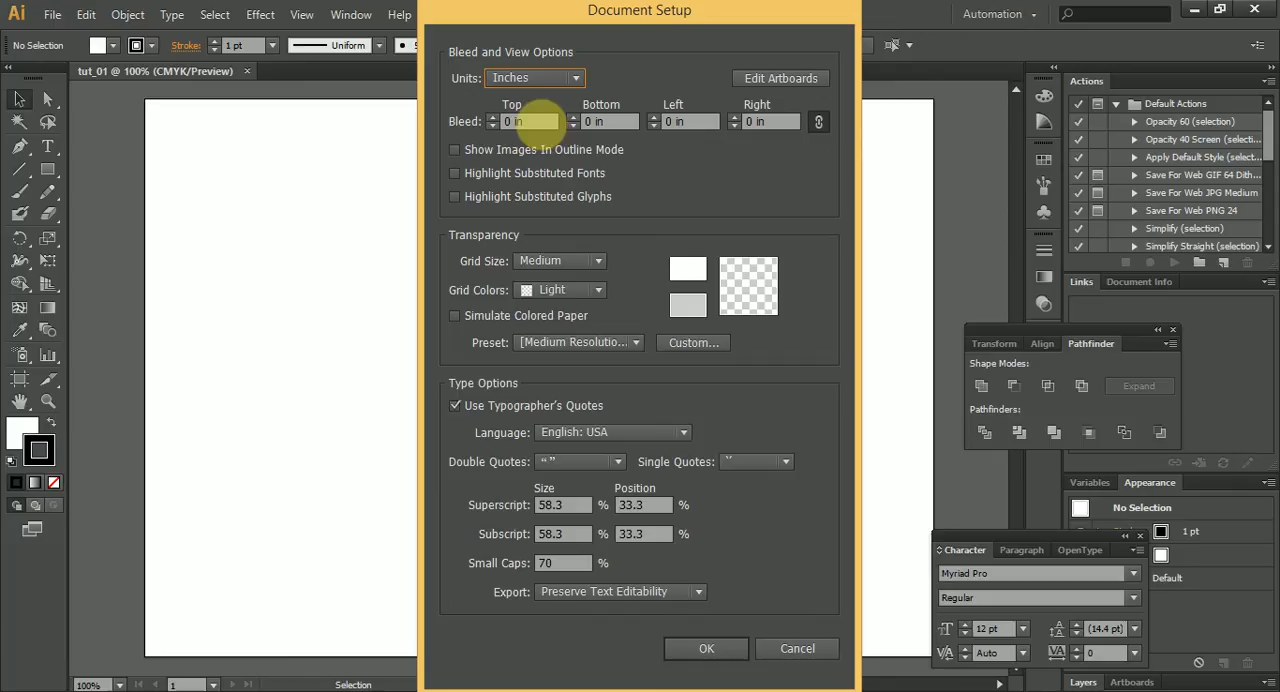 Document Setup
Ai File Edit Object Type Select Effect View Window Help Automation
No Selection Stroke: 1 pt Uniform
tut_01 @ 100% (CMYK/Preview) ×
Bleed and View Options
Units: Inches Edit Artboards
Top Bottom Left Right
Bleed: 0 in 0 in 0 in 0 in
Show Images In Outline Mode
Highlight Substituted Fonts
Highlight Substituted Glyphs
Transparency
Grid Size: Medium
Grid Colors: Light
Simulate Colored Paper
Preset: [Medium Resolutio... Custom...
Type Options
Use Typographer's Quotes
Language: English: USA
Double Quotes: “ ” Single Quotes:
Size Position
Superscript: 58.3 % 33.3 %
Subscript: 58.3 % 33.3 %
Small Caps: 70 %
Export: Preserve Text Editability
OK Cancel
Actions
Default Actions
Opacity 60 (selection)
Opacity 40 Screen (selecti...
Apply Default Style (select...
Save For Web GIF 64 Dith...
Save For Web JPG Medium
Save For Web PNG 24
Simplify (selection)
Simplify Straight (selection)
Links Document Info
Transform Align Pathfinder
Shape Modes:
Expand
Pathfinders:
Variables Appearance
No Selection
1 pt
Default
Character Paragraph OpenType
Myriad Pro
Regular
12 pt (14.4 pt)
Auto 0
Layers Artboards
100% 1 Selection